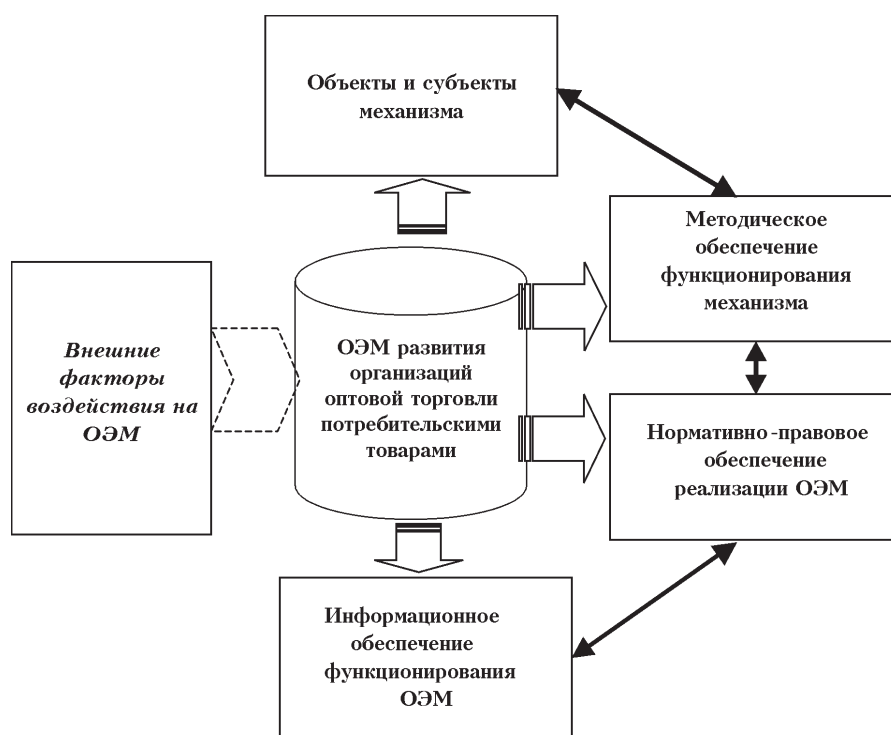 Объекты и субъекты
механизма
Методическое
обеспечение
функционирования
механизма
Внешние
факторы
воздействия на
ОЭМ
ОЭМ развития
организаций
оптовой торговли
потребительскими
товарами
Нормативно-правовое
обеспечение
реализации ОЭМ
Информационное
обеспечение
функционирования
ОЭМ